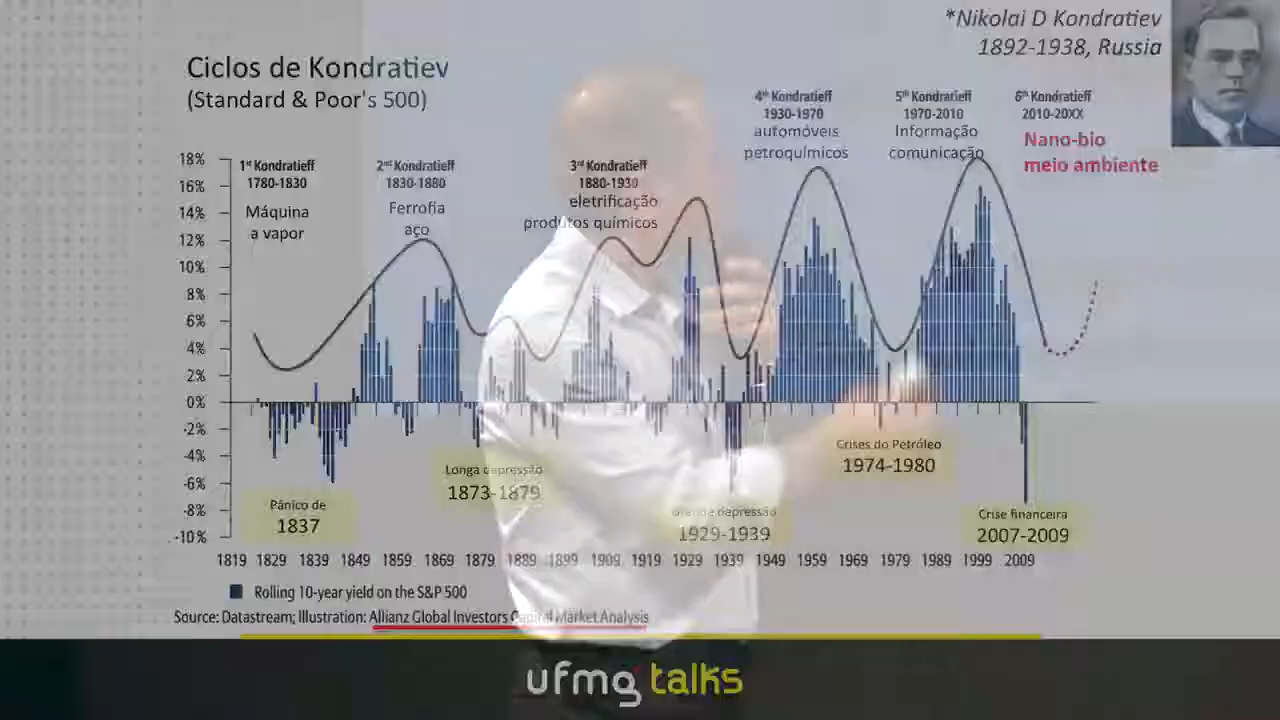 *Nikolai D Kondratiev
1892-1938, Russia
Ciclos de Kondratiev
(Standard & Poor's 500)
1st Kondratieff
1780-1830
Máquina
a vapor
2nd Kondratieff
1830-1880
Ferrofia
aço
3rd Kondratieff
1880-1930
eletrificação
produtos químicos
4th Kondratieff
1930-1970
automóveis
petroquímicos
5th Kondratieff
1970-2010
Informação
comunicação
6th Kondratieff
2010-20XX
Nano-bio
meio ambiente
18%
16%
14%
12%
10%
8%
6%
4%
2%
0%
-2%
-4%
-6%
-8%
-10%
Pânico de
1837
Longa depressão
1873-1879
Grande depressão
1929-1939
Crises do Petróleo
1974-1980
Crise financeira
2007-2009
1819 1829 1839 1849 1859 1869 1879 1889 1899 1909 1919 1929 1939 1949 1959 1969 1979 1989 1999 2009
Rolling 10-year yield on the S&P 500
Source: Datastream; Illustration: Allianz Global Investors Capital Market Analysis
ufmg talks